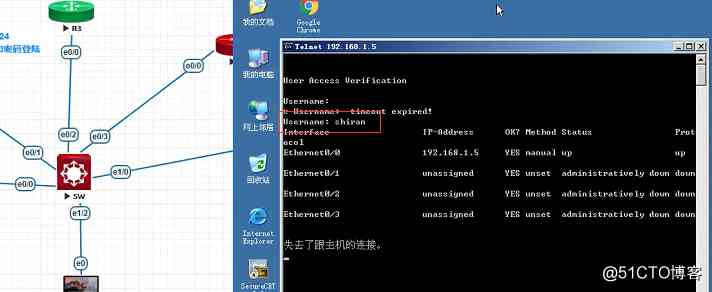 R3
24
密码登陆
e0/0
e0/2
e0/3
e0/1
e0/0
e1/0
SW
e1/2
e0
我的文档
Google
Chrome
我的电脑
网上邻居
回收站
Internet
Explorer
SecureCRT
Telnet 192.168.1.5
User Access Verification
Username:
% Username:  timeout expired!
Username: shiran
Interface IP-Address OK? Method Status Prot
ocol
Ethernet0/0 192.168.1.5 YES manual up up
Ethernet0/1 unassigned YES unset administratively down down
Ethernet0/2 unassigned YES unset administratively down down
Ethernet0/3 unassigned YES unset administratively down down
失去了跟主机的连接。
@51CTO博客